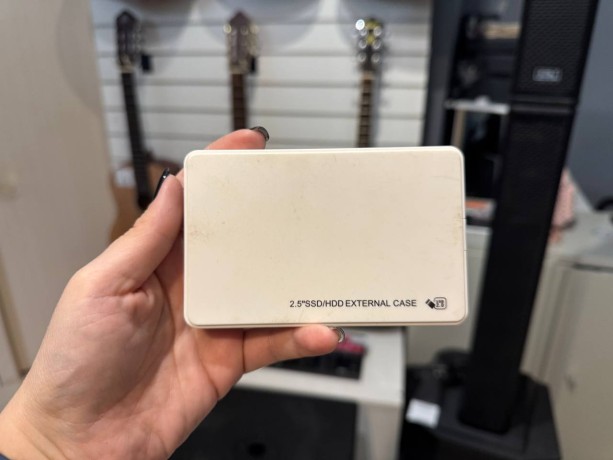 2.5"SSD/HDD EXTERNAL CASE